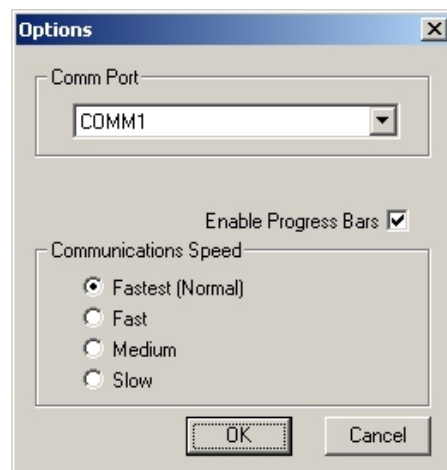 Options
Comm Port
COMM1
Enable Progress Bars
Communications Speed
Fastest (Normal)
Fast
Medium
Slow
OK Cancel